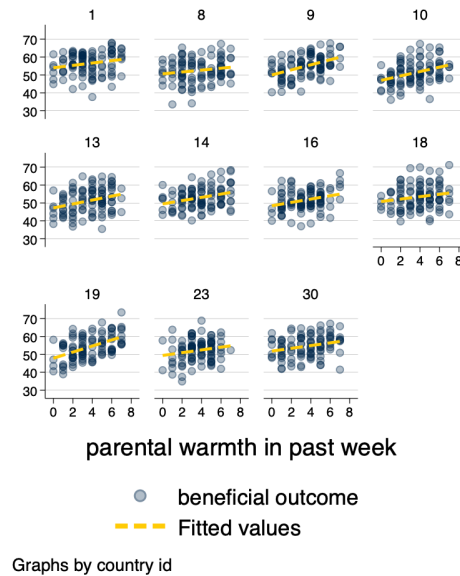 1 8 9 10
70
60
50
40
30
13 14 16 18
70
60
50
40
30
0 2 4 6 8
19 23 30
70
60
50
40
30
0 2 4 6 8 0 2 4 6 8 0 2 4 6 8
parental warmth in past week
beneficial outcome
Fitted values
Graphs by country id